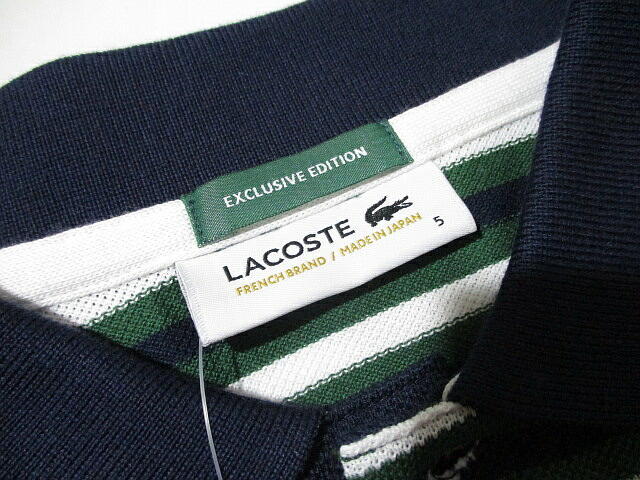 EXCLUSIVE EDITION
LACOSTE
FRENCH BRAND / MADE IN JAPAN
5